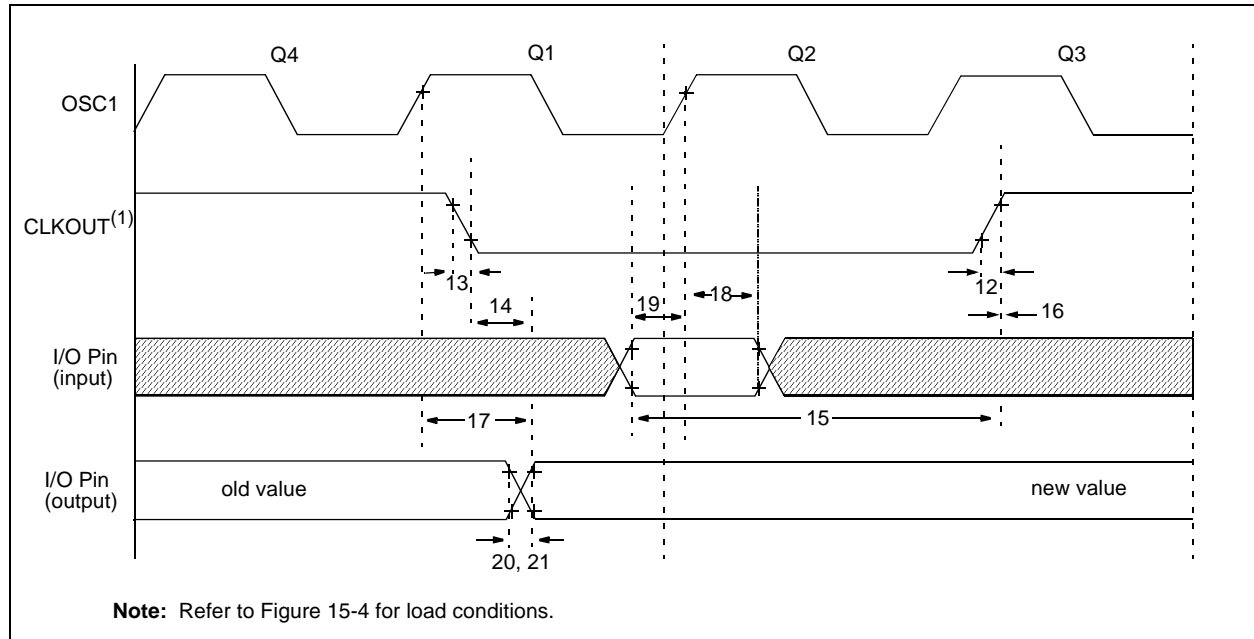 Q4 Q1 Q2 Q3
OSC1
CLKOUT(1)
13
12
14
19
18
16
I/O Pin
(input)
17
15
I/O Pin
(output)
old value
new value
20, 21
Note: Refer to Figure 15-4 for load conditions.